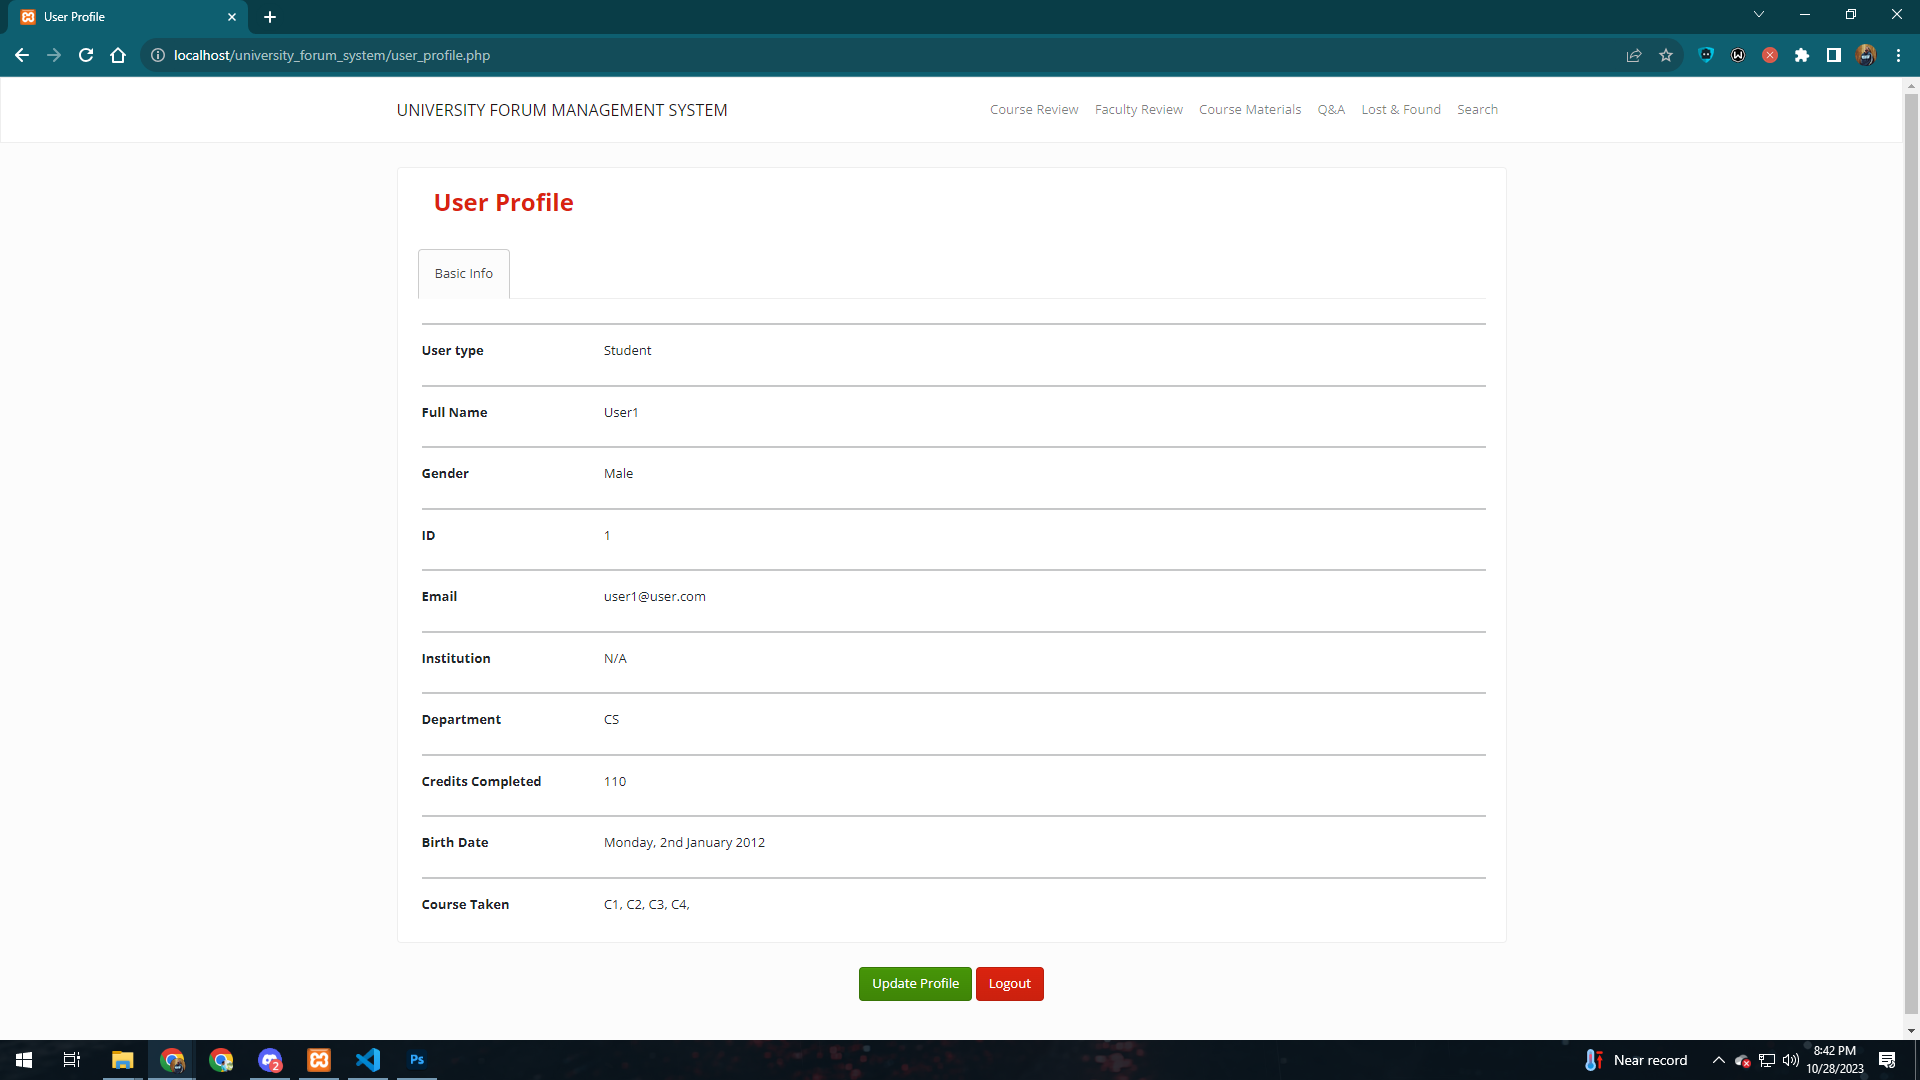 User Profile
localhost/university_forum_system/user_profile.php
UNIVERSITY FORUM MANAGEMENT SYSTEM
Course Review Faculty Review Course Materials Q&A Lost & Found Search
User Profile
Basic Info
User type Student
Full Name User1
Gender Male
ID 1
Email user1@user.com
Institution N/A
Department CS
Credits Completed 110
Birth Date Monday, 2nd January 2012
Course Taken C1, C2, C3, C4,
Update Profile Logout
2 Ps Near record 8:42 PM
10/28/2023